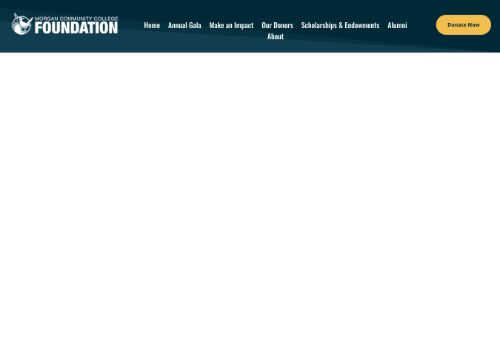 MORGAN COMMUNITY COLLEGE
FOUNDATION
Home Annual Gala Make an Impact Our Donors Scholarships & Endowments Alumni
About
Donate Now